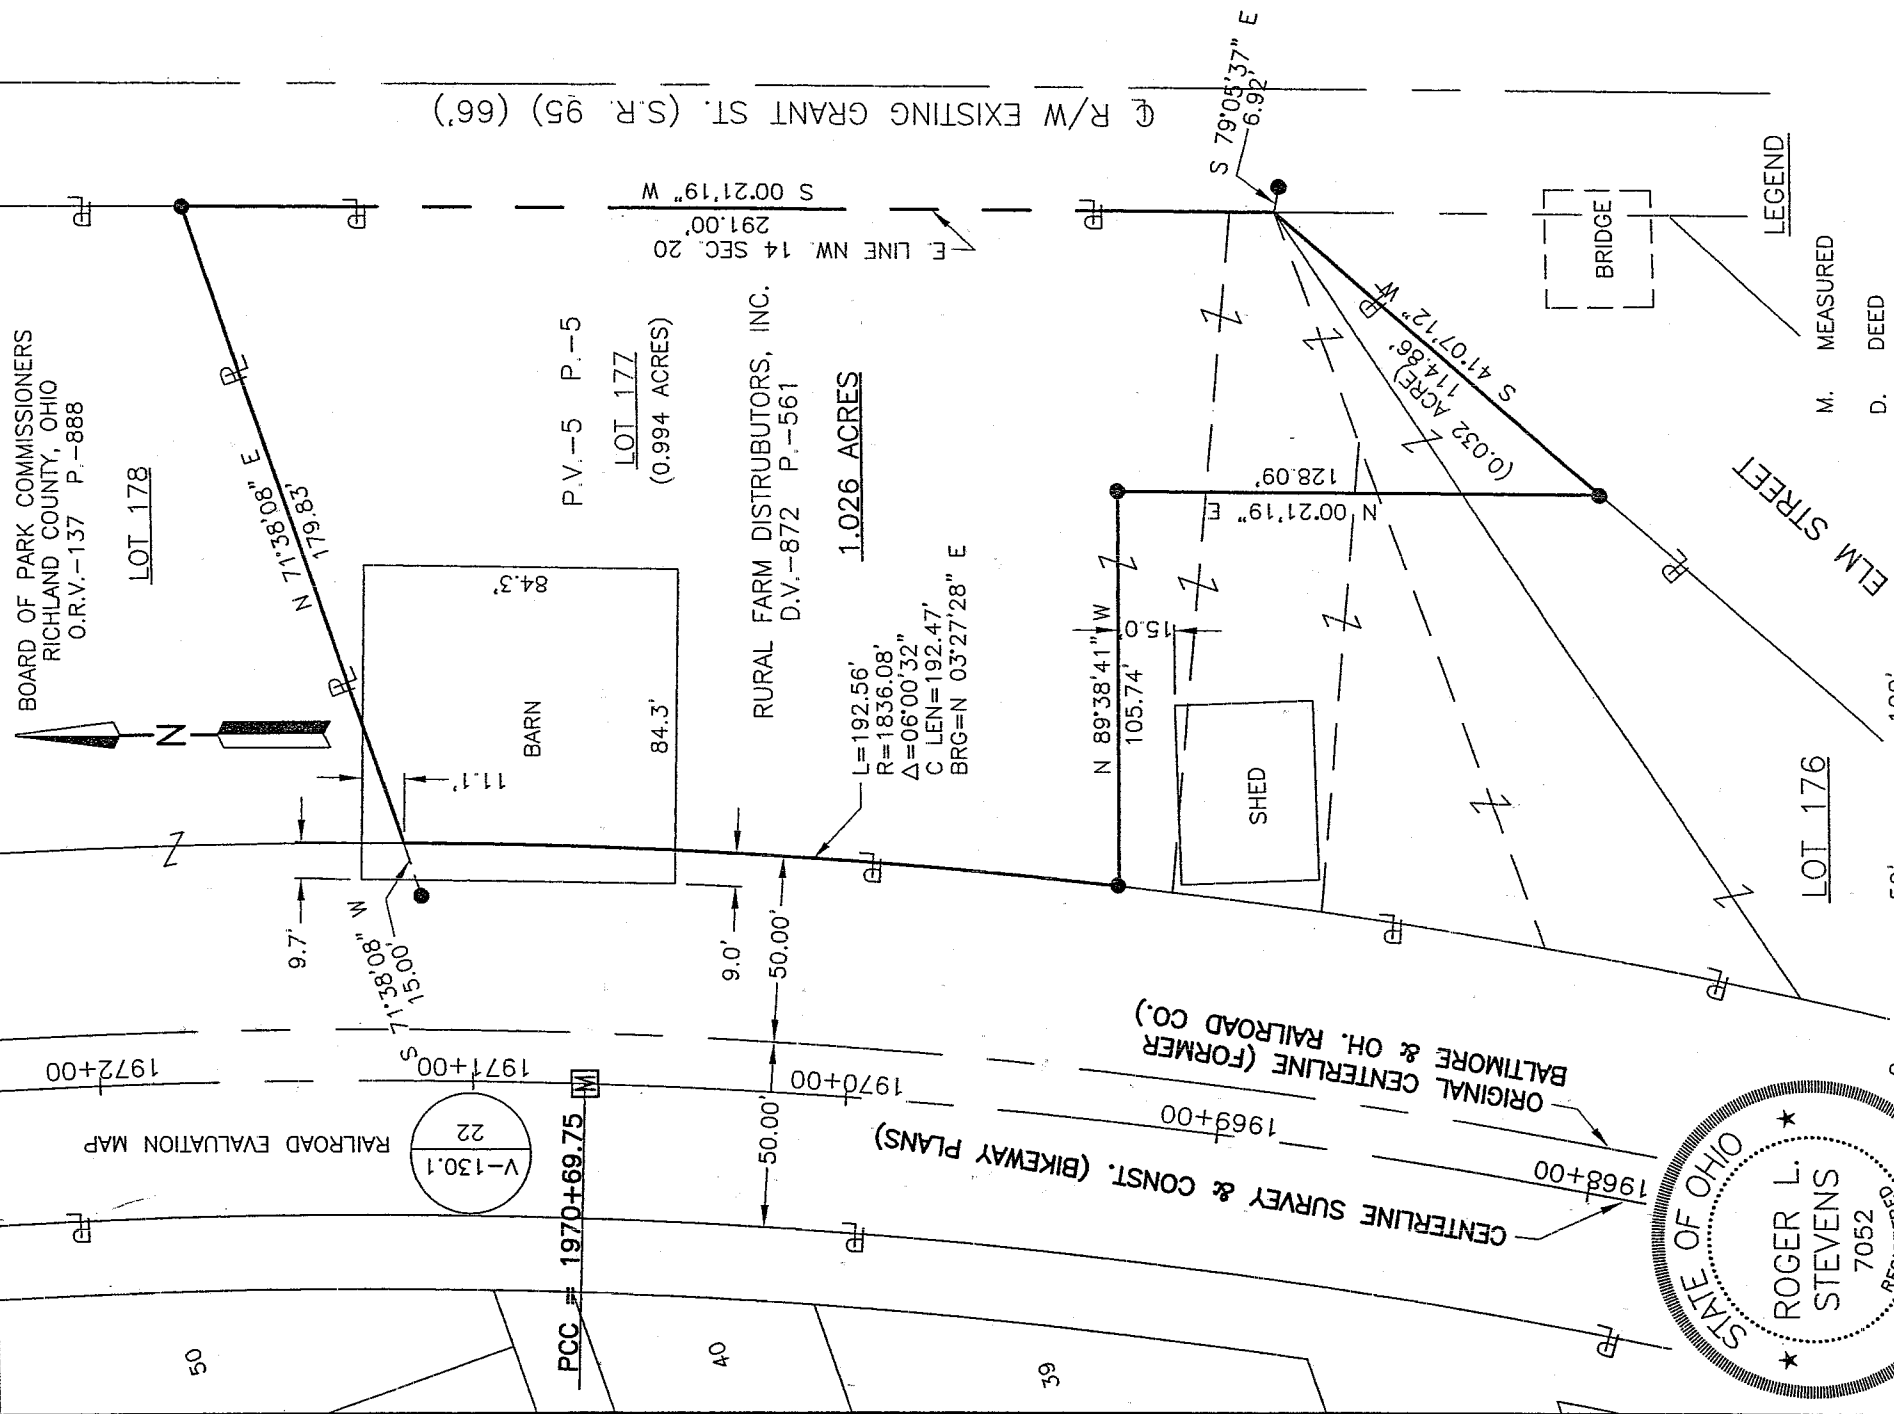 BOARD OF PARK COMMISSIONERS
RICHLAND COUNTY, OHIO
O.R.V.-137 P.-888
LOT 178
N 71°38'08" E
179.83'
N
P.V.-5 P.-5
LOT 177
(0.994 ACRES)
RURAL FARM DISTRUBUTORS, INC.
D.V.-872 P.-561
1.026 ACRES
BARN
84.3'
84.3'
11.1'
9.7'
9.0'
S 71°38'08" W
15.00'
50.00'
50.00'
L=192.56'
R=1836.08'
Δ=06°00'32"
C LEN=192.47'
BRG=N 03°27'28" E
N 89°38'41" W
105.74'
15.0'
SHED
N 00°21'19" E
128.09'
S 41°07'12" W
114.86'
(0.032 ACRE)
S 00°21'19" W
291.00'
E. LINE NW. 14 SEC. 20
℄ R/W EXISTING GRANT ST. (S.R. 95) (66')
S 79°05'37" E
6.92'
BRIDGE
LEGEND
M. MEASURED
D. DEED
ELM STREET
LOT 176
1972+00
1971+00
1970+00
1969+00
1968+00
RAILROAD EVALUATION MAP
V-130.1
22
M
PCC = 1970+69.75
ORIGINAL CENTERLINE (FORMER
BALTIMORE & OH. RAILROAD CO.)
CENTERLINE SURVEY & CONST. (BIKEWAY PLANS)
50
40
39
STATE OF OHIO
ROGER L.
STEVENS
7052
REGISTERED